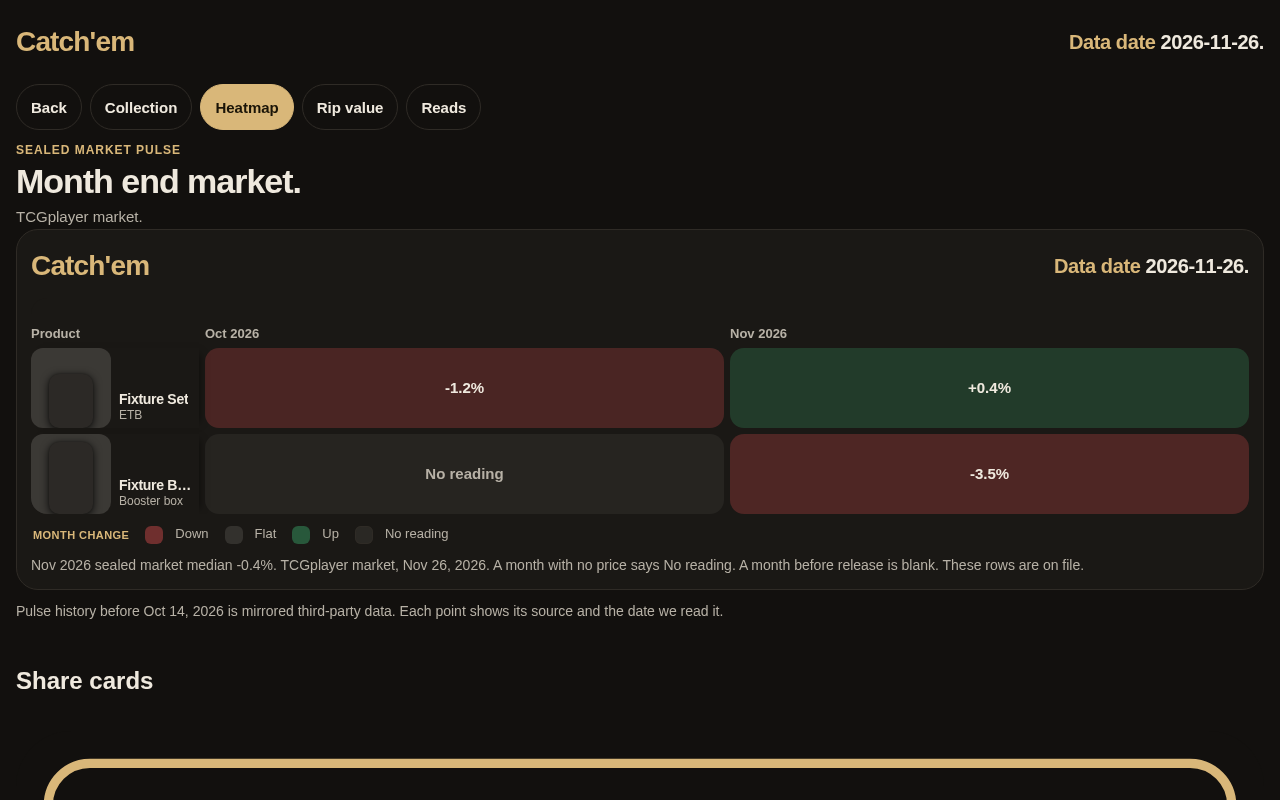 Catch'em
Data date 2026-11-26.
Back
Collection
Heatmap
Rip value
Reads
SEALED MARKET PULSE
Month end market.
TCGplayer market.
Catch'em
Data date 2026-11-26.
Product
Oct 2026
Nov 2026
Fixture Set
ETB
-1.2%
+0.4%
Fixture B…
Booster box
No reading
-3.5%
MONTH CHANGE
Down
Flat
Up
No reading
Nov 2026 sealed market median -0.4%. TCGplayer market, Nov 26, 2026. A month with no price says No reading. A month before release is blank. These rows are on file.
Pulse history before Oct 14, 2026 is mirrored third-party data. Each point shows its source and the date we read it.
Share cards